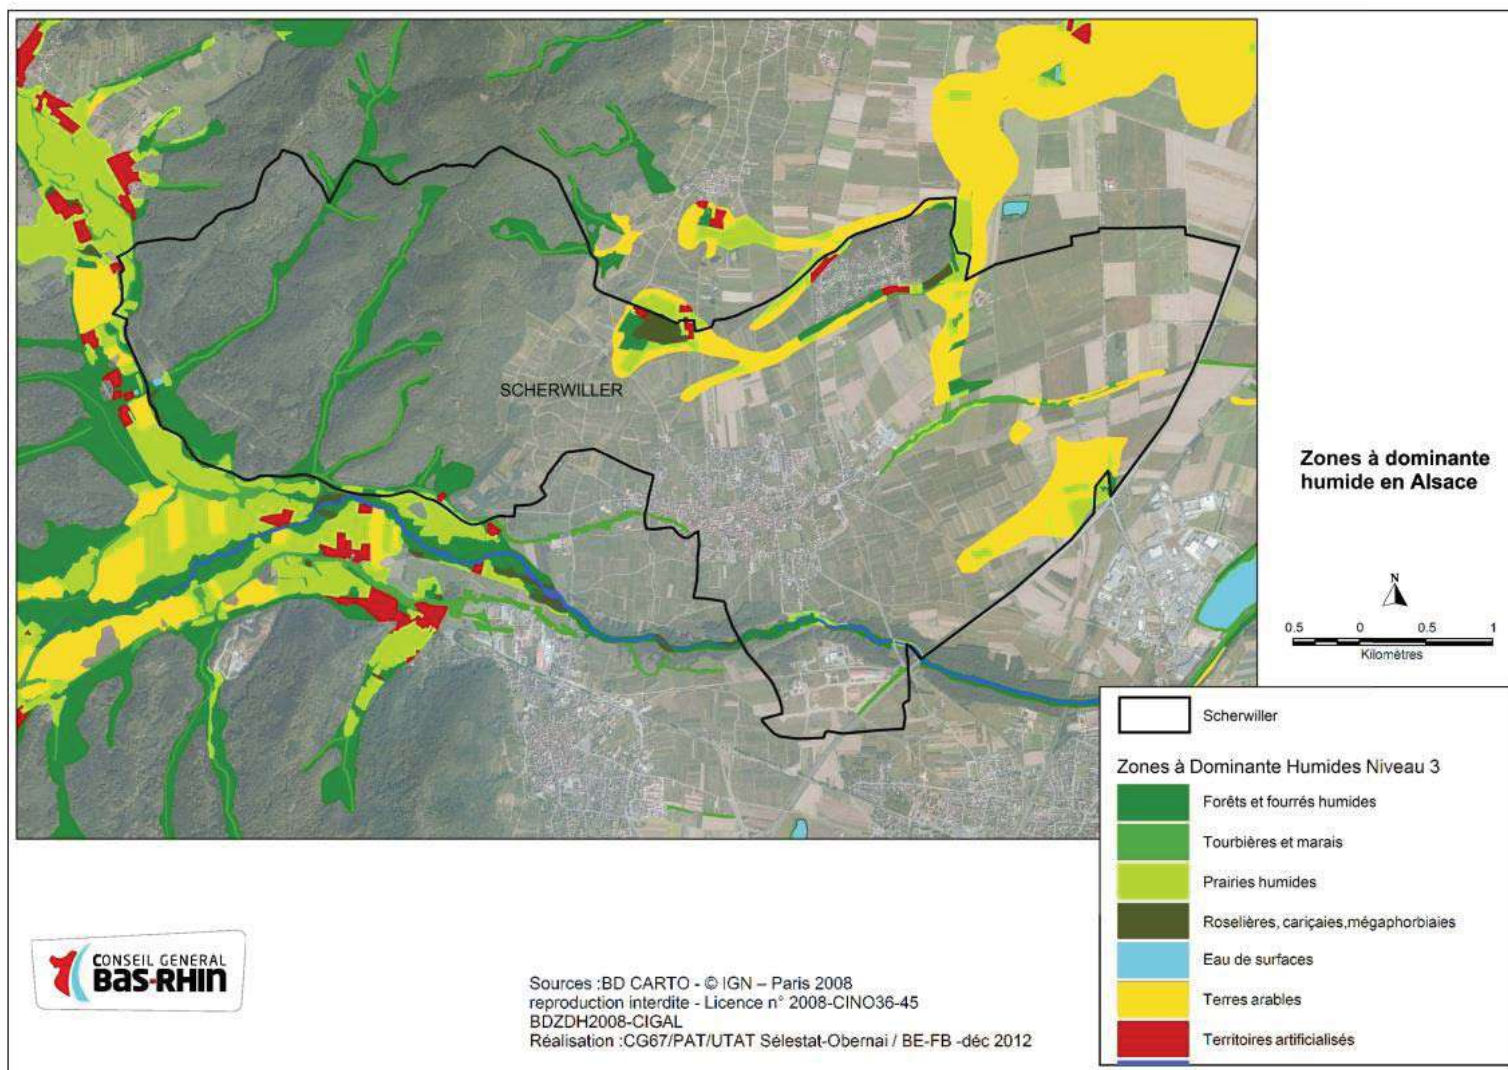 SCHERWILLER
Zones à dominante
humide en Alsace
N
0.5 0 0.5 1
Kilomètres
Scherwiller
Zones à Dominante Humides Niveau 3
Forêts et fourrés humides
Tourbières et marais
Prairies humides
Roselières, cariçaies,mégaphorbiaies
Eau de surfaces
Terres arables
Territoires artificialisés
CONSEIL GENERAL
BAS-RHIN
Sources :BD CARTO - © IGN – Paris 2008
reproduction interdite - Licence n° 2008-CINO36-45
BDZDH2008-CIGAL
Réalisation :CG67/PAT/UTAT Sélestat-Obernai / BE-FB -déc 2012